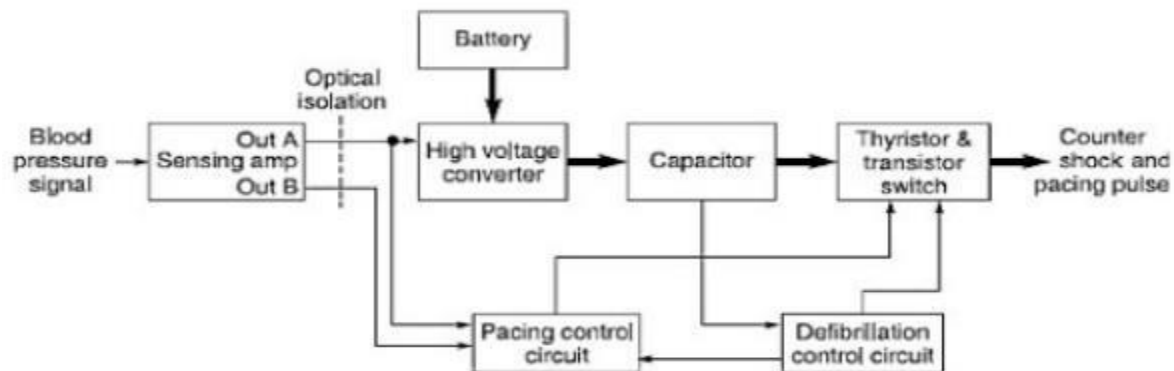 Battery
Optical
isolation
Blood
pressure
signal
Out A
Sensing amp
Out B
High voltage
converter
Capacitor
Thyristor &
transistor
switch
Counter
shock and
pacing pulse
Pacing control
circuit
Defibrillation
control circuit